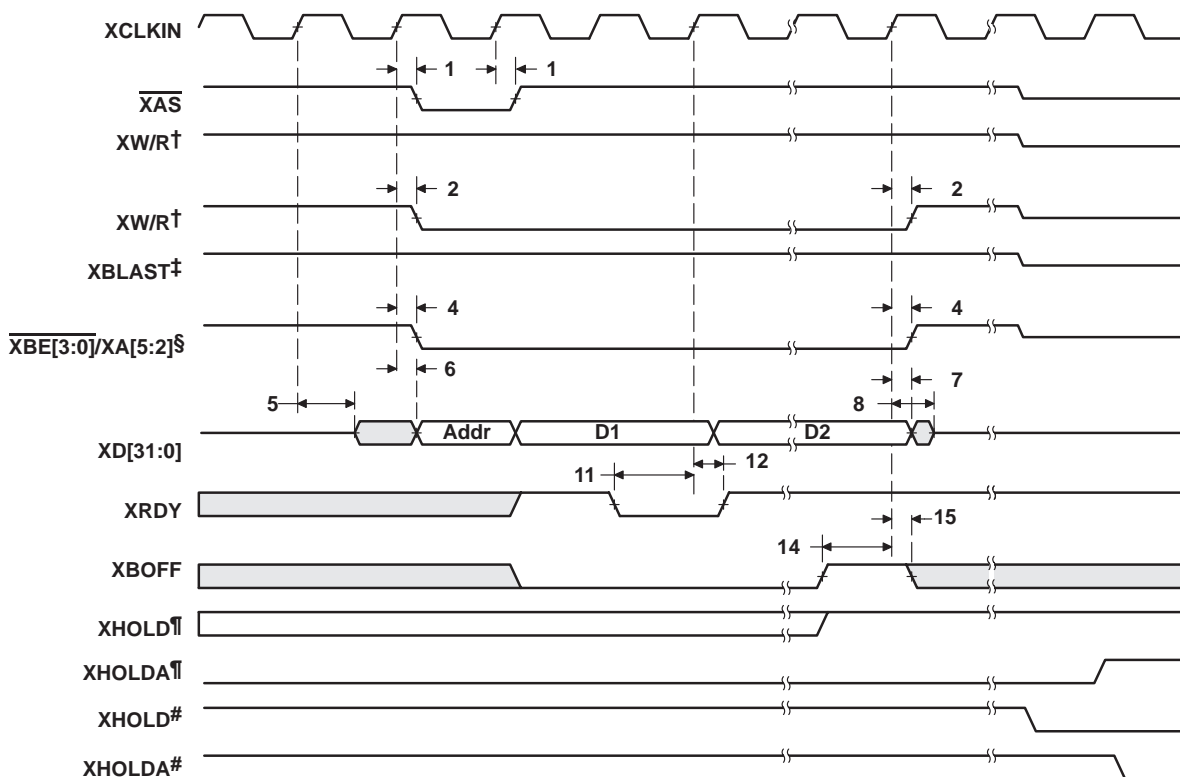 XCLKIN
1 1
XAS
XW/R†
2 2
XW/R†
XBLAST‡
4 4
XBE[3:0]/XA[5:2]§
6 7
5 8
Addr D1 D2
XD[31:0]
11 12
XRDY
15
14
XBOFF
XHOLD¶
XHOLDA¶
XHOLD#
XHOLDA#